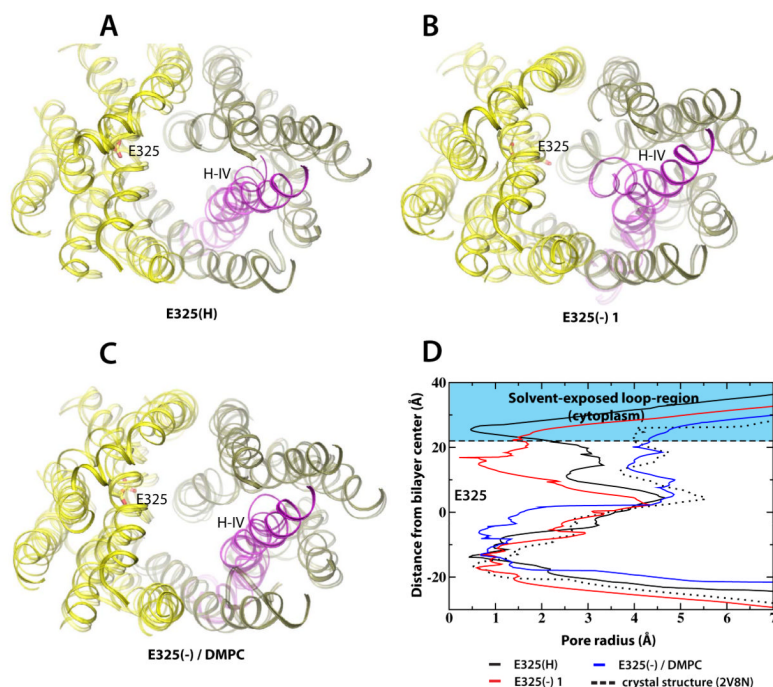 A
B
E325
H-IV
E325
H-IV
E325(H)
E325(-) 1
C
D
E325
H-IV
E325(-) / DMPC
Solvent-exposed loop-region
(cytoplasm)
E325
Distance from bilayer center (Å)
40
20
0
-20
0 1 2 3 4 5 6 7
Pore radius (Å)
E325(H)
E325(-) / DMPC
E325(-) 1
crystal structure (2V8N)